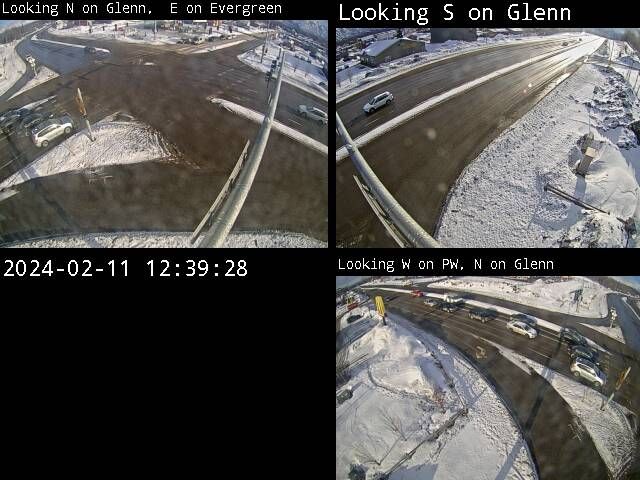 Looking N on Glenn,  E on Evergreen
Looking S on Glenn
2024-02-11 12:39:28
Looking W on PW, N on Glenn